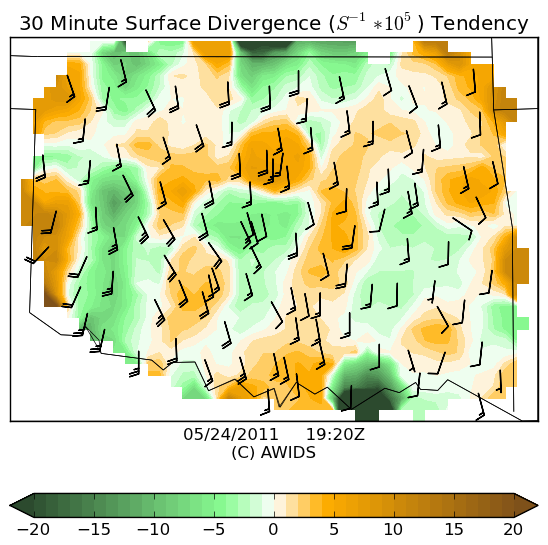 30 Minute Surface Divergence (S⁻¹ *10⁵ ) Tendency
05/24/2011 19:20Z
(C) AWIDS
−20 −15 −10 −5 0 5 10 15 20